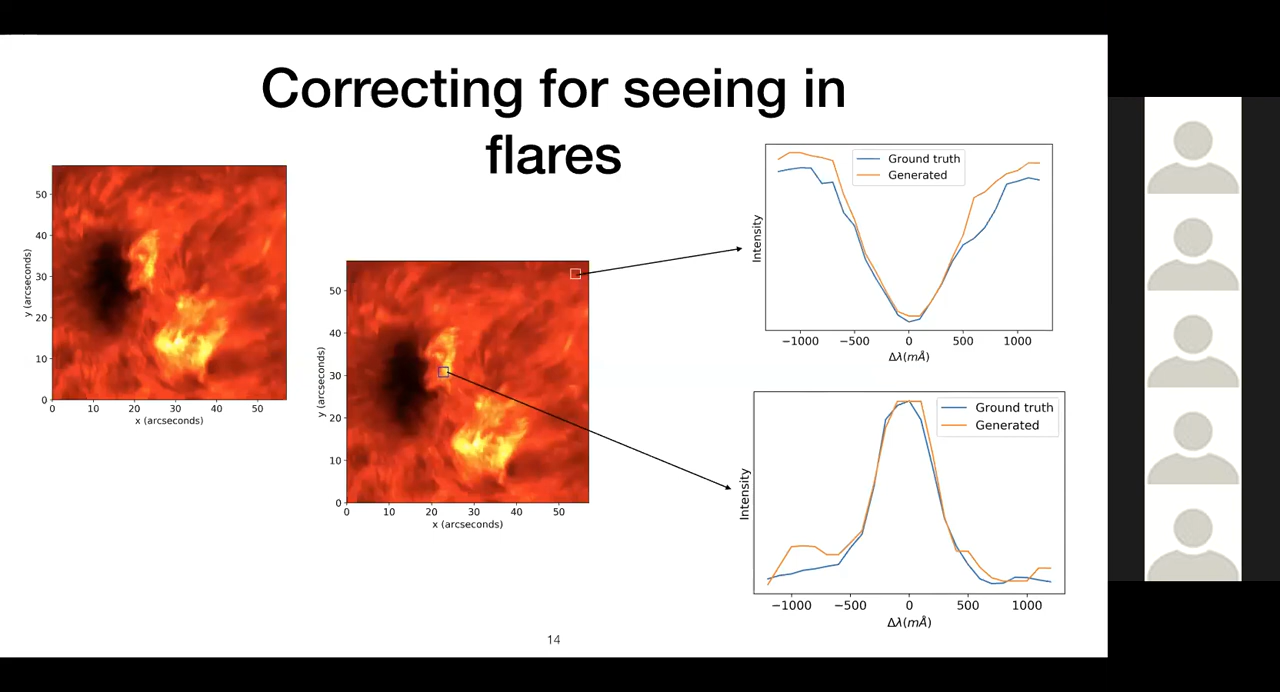 Correcting for seeing in
flares
50
40
30
20
10
0
y (arcseconds)
0 10 20 30 40 50
x (arcseconds)
50
40
30
20
10
0
y (arcseconds)
0 10 20 30 40 50
x (arcseconds)
Ground truth
Generated
Intensity
−1000 −500 0 500 1000
Δλ(mÅ)
Ground truth
Generated
Intensity
−1000 −500 0 500 1000
Δλ(mÅ)
14